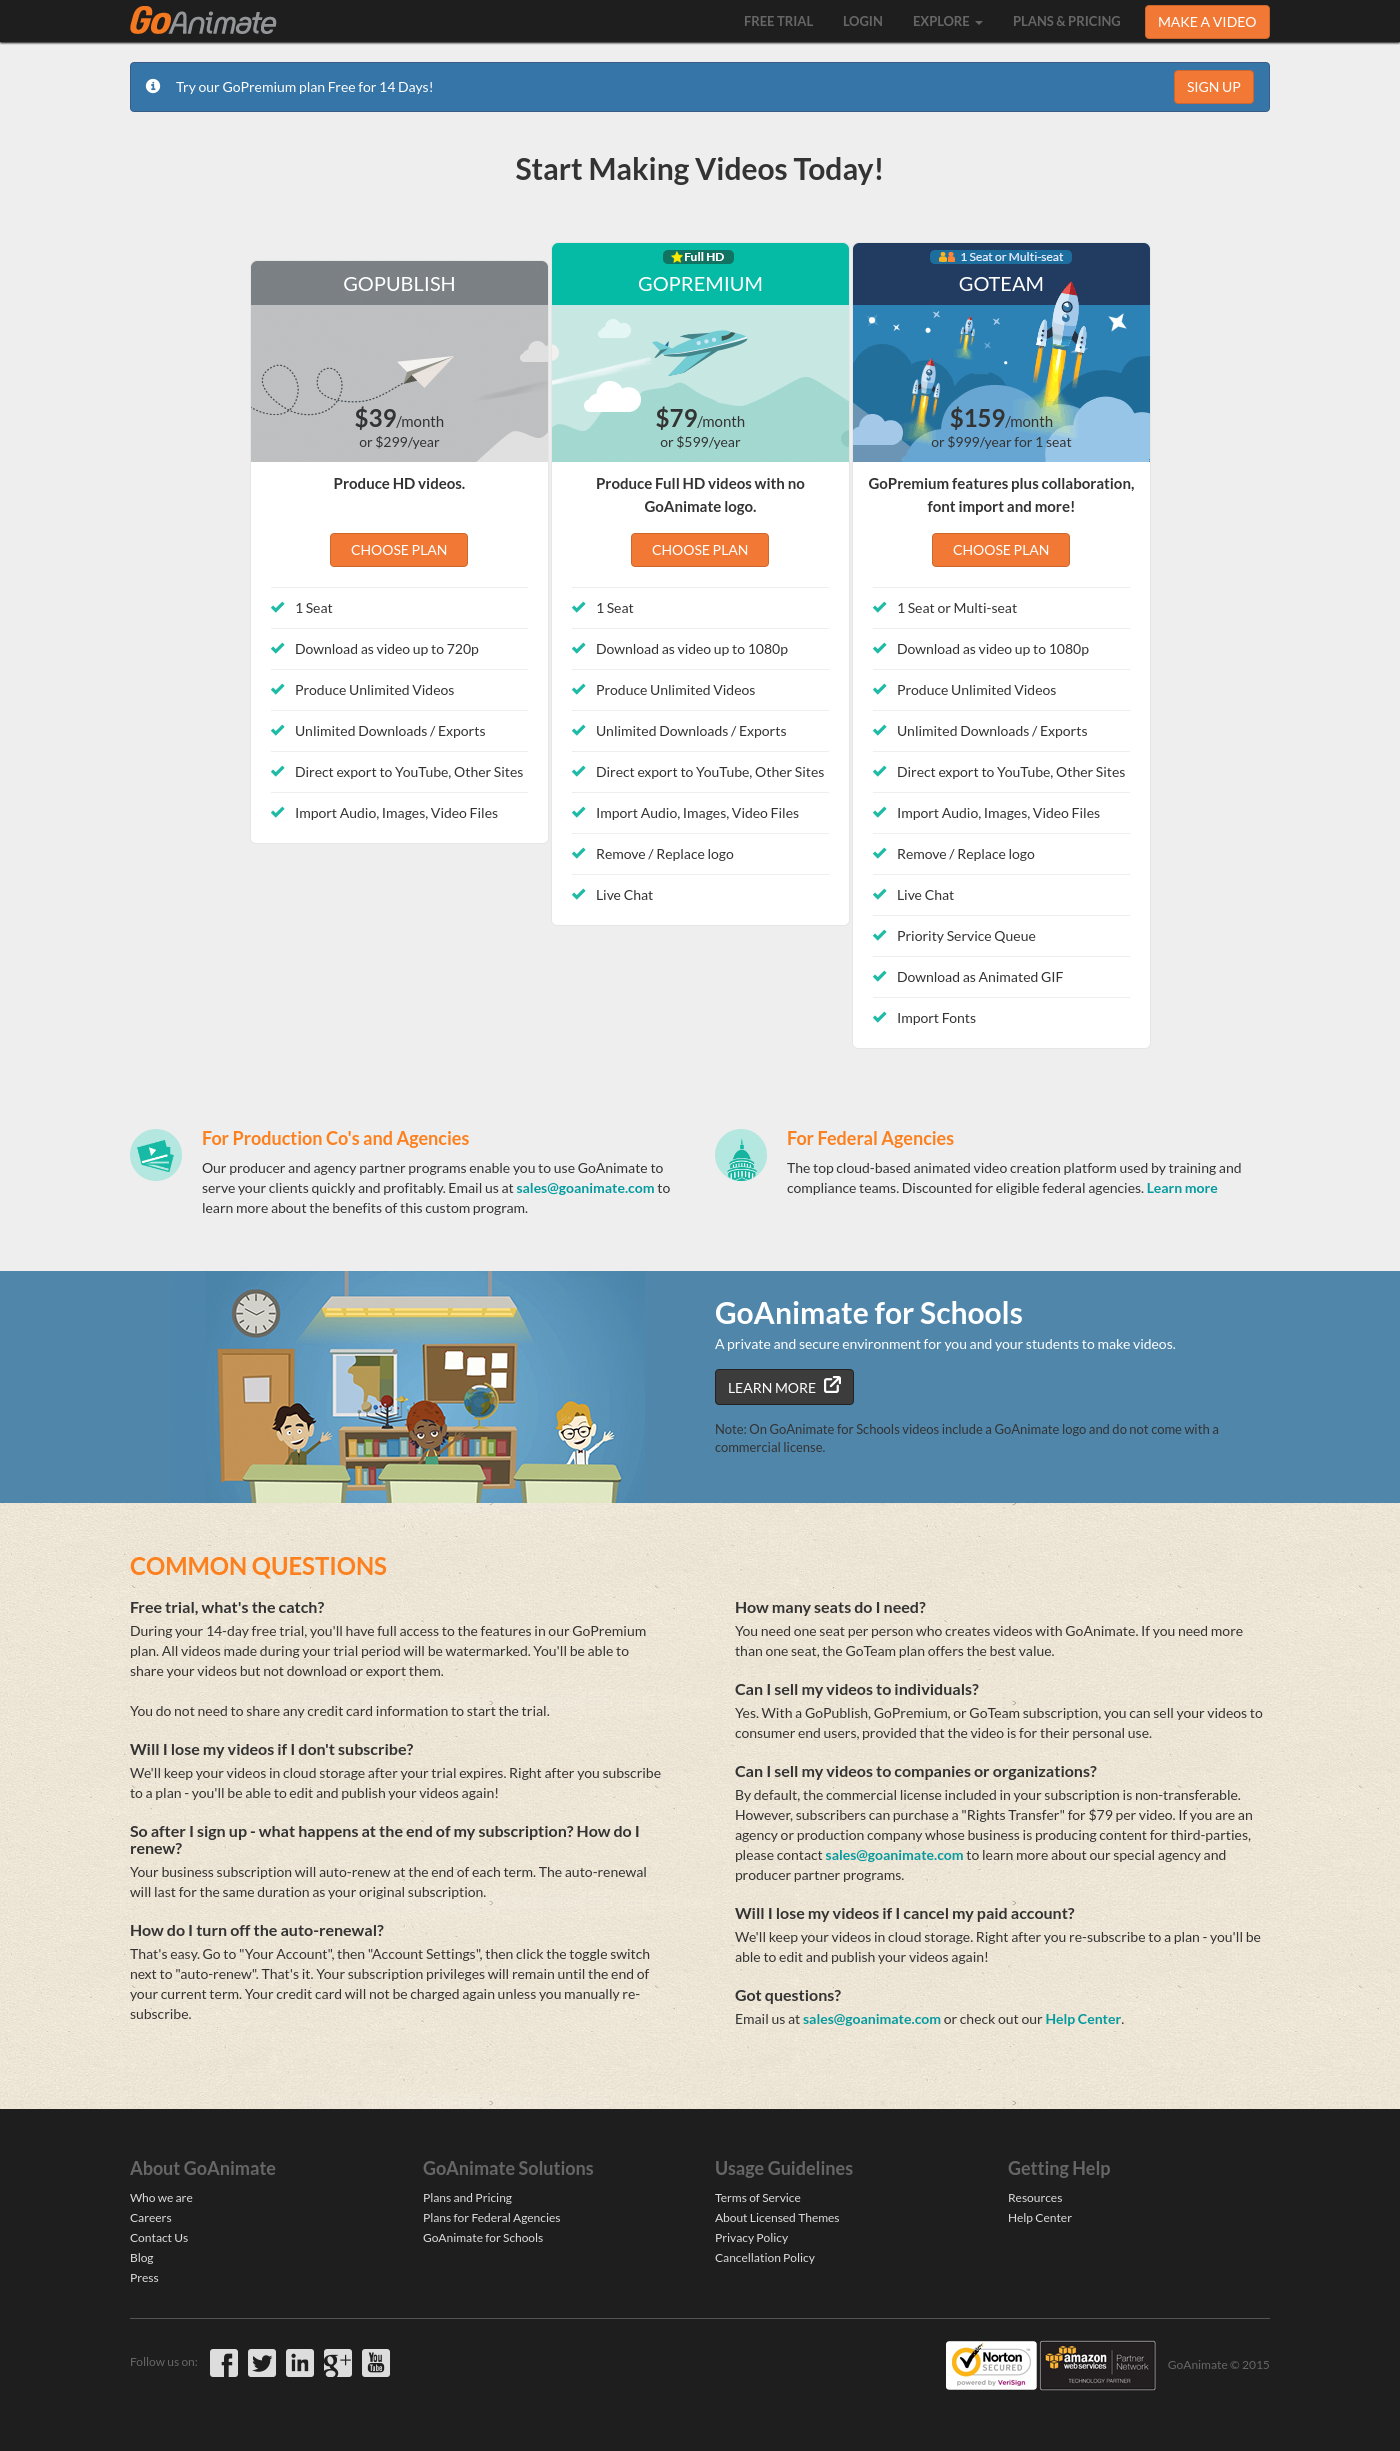 GoAnimate
FREE TRIAL
LOGIN
EXPLORE
PLANS & PRICING
MAKE A VIDEO
Try our GoPremium plan Free for 14 Days!
SIGN UP
Start Making Videos Today!
GOPUBLISH
$39/month
or $299/year
Produce HD videos.
CHOOSE PLAN
1 Seat
Download as video up to 720p
Produce Unlimited Videos
Unlimited Downloads / Exports
Direct export to YouTube, Other Sites
Import Audio, Images, Video Files
Full HD
GOPREMIUM
$79/month
or $599/year
Produce Full HD videos with no
GoAnimate logo.
CHOOSE PLAN
1 Seat
Download as video up to 1080p
Produce Unlimited Videos
Unlimited Downloads / Exports
Direct export to YouTube, Other Sites
Import Audio, Images, Video Files
Remove / Replace logo
Live Chat
1 Seat or Multi-seat
GOTEAM
$159/month
or $999/year for 1 seat
GoPremium features plus collaboration,
font import and more!
CHOOSE PLAN
1 Seat or Multi-seat
Download as video up to 1080p
Produce Unlimited Videos
Unlimited Downloads / Exports
Direct export to YouTube, Other Sites
Import Audio, Images, Video Files
Remove / Replace logo
Live Chat
Priority Service Queue
Download as Animated GIF
Import Fonts
For Production Co's and Agencies
Our producer and agency partner programs enable you to use GoAnimate to
serve your clients quickly and profitably. Email us at sales@goanimate.com to
learn more about the benefits of this custom program.
For Federal Agencies
The top cloud-based animated video creation platform used by training and
compliance teams. Discounted for eligible federal agencies. Learn more
GoAnimate for Schools
A private and secure environment for you and your students to make videos.
LEARN MORE
Note: On GoAnimate for Schools videos include a GoAnimate logo and do not come with a
commercial license.
COMMON QUESTIONS
Free trial, what's the catch?
During your 14-day free trial, you'll have full access to the features in our GoPremium
plan. All videos made during your trial period will be watermarked. You'll be able to
share your videos but not download or export them.
You do not need to share any credit card information to start the trial.
Will I lose my videos if I don't subscribe?
We'll keep your videos in cloud storage after your trial expires. Right after you subscribe
to a plan - you'll be able to edit and publish your videos again!
So after I sign up - what happens at the end of my subscription? How do I
renew?
Your business subscription will auto-renew at the end of each term. The auto-renewal
will last for the same duration as your original subscription.
How do I turn off the auto-renewal?
That's easy. Go to "Your Account", then "Account Settings", then click the toggle switch
next to "auto-renew". That's it. Your subscription privileges will remain until the end of
your current term. Your credit card will not be charged again unless you manually re-
subscribe.
How many seats do I need?
You need one seat per person who creates videos with GoAnimate. If you need more
than one seat, the GoTeam plan offers the best value.
Can I sell my videos to individuals?
Yes. With a GoPublish, GoPremium, or GoTeam subscription, you can sell your videos to
consumer end users, provided that the video is for their personal use.
Can I sell my videos to companies or organizations?
By default, the commercial license included in your subscription is non-transferable.
However, subscribers can purchase a "Rights Transfer" for $79 per video. If you are an
agency or production company whose business is producing content for third-parties,
please contact sales@goanimate.com to learn more about our special agency and
producer partner programs.
Will I lose my videos if I cancel my paid account?
We'll keep your videos in cloud storage. Right after you re-subscribe to a plan - you'll be
able to edit and publish your videos again!
Got questions?
Email us at sales@goanimate.com or check out our Help Center.
About GoAnimate
Who we are
Careers
Contact Us
Blog
Press
GoAnimate Solutions
Plans and Pricing
Plans for Federal Agencies
GoAnimate for Schools
Usage Guidelines
Terms of Service
About Licensed Themes
Privacy Policy
Cancellation Policy
Getting Help
Resources
Help Center
Follow us on:
You
Tube
Norton
SECURED
powered by VeriSign
amazon
webservices
Partner
Network
TECHNOLOGY PARTNER
GoAnimate © 2015